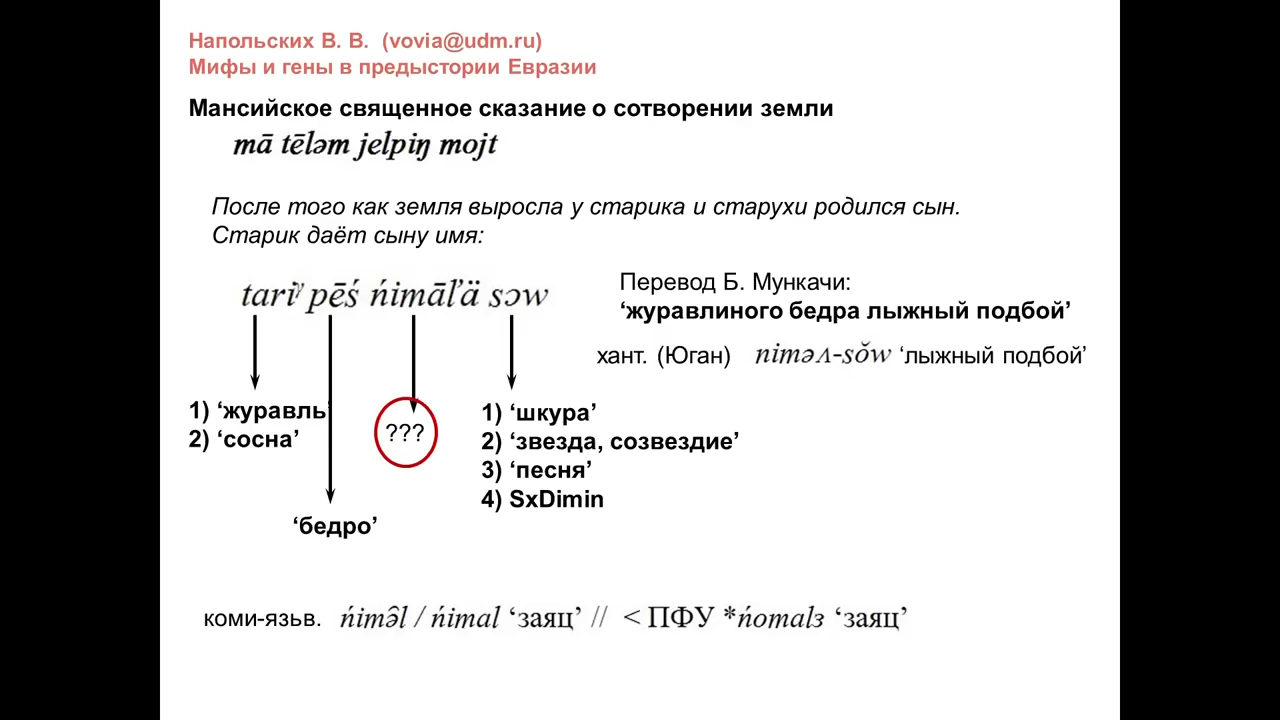 Напольских В. В. (vovia@udm.ru)
Мифы и гены в предыстории Евразии
Мансийское священное сказание о сотворении земли
mā tēləm jelpiŋ mojt
После того как земля выросла у старика и старухи родился сын.
Старик даёт сыну имя:
tariγ pēś ńimāl'ä sɔw
Перевод Б. Мункачи:
‘журавлиного бедра лыжный подбой’
хант. (Юган) niməʌ-sŏw ‘лыжный подбой’
1) ‘журавль’
2) ‘сосна’
‘бедро’
???
1) ‘шкура’
2) ‘звезда, созвездие’
3) ‘песня’
4) SxDimin
коми-язьв. ńimə̑l / ńimal ‘заяц’ // < ПФУ *ńomalɜ ‘заяц’